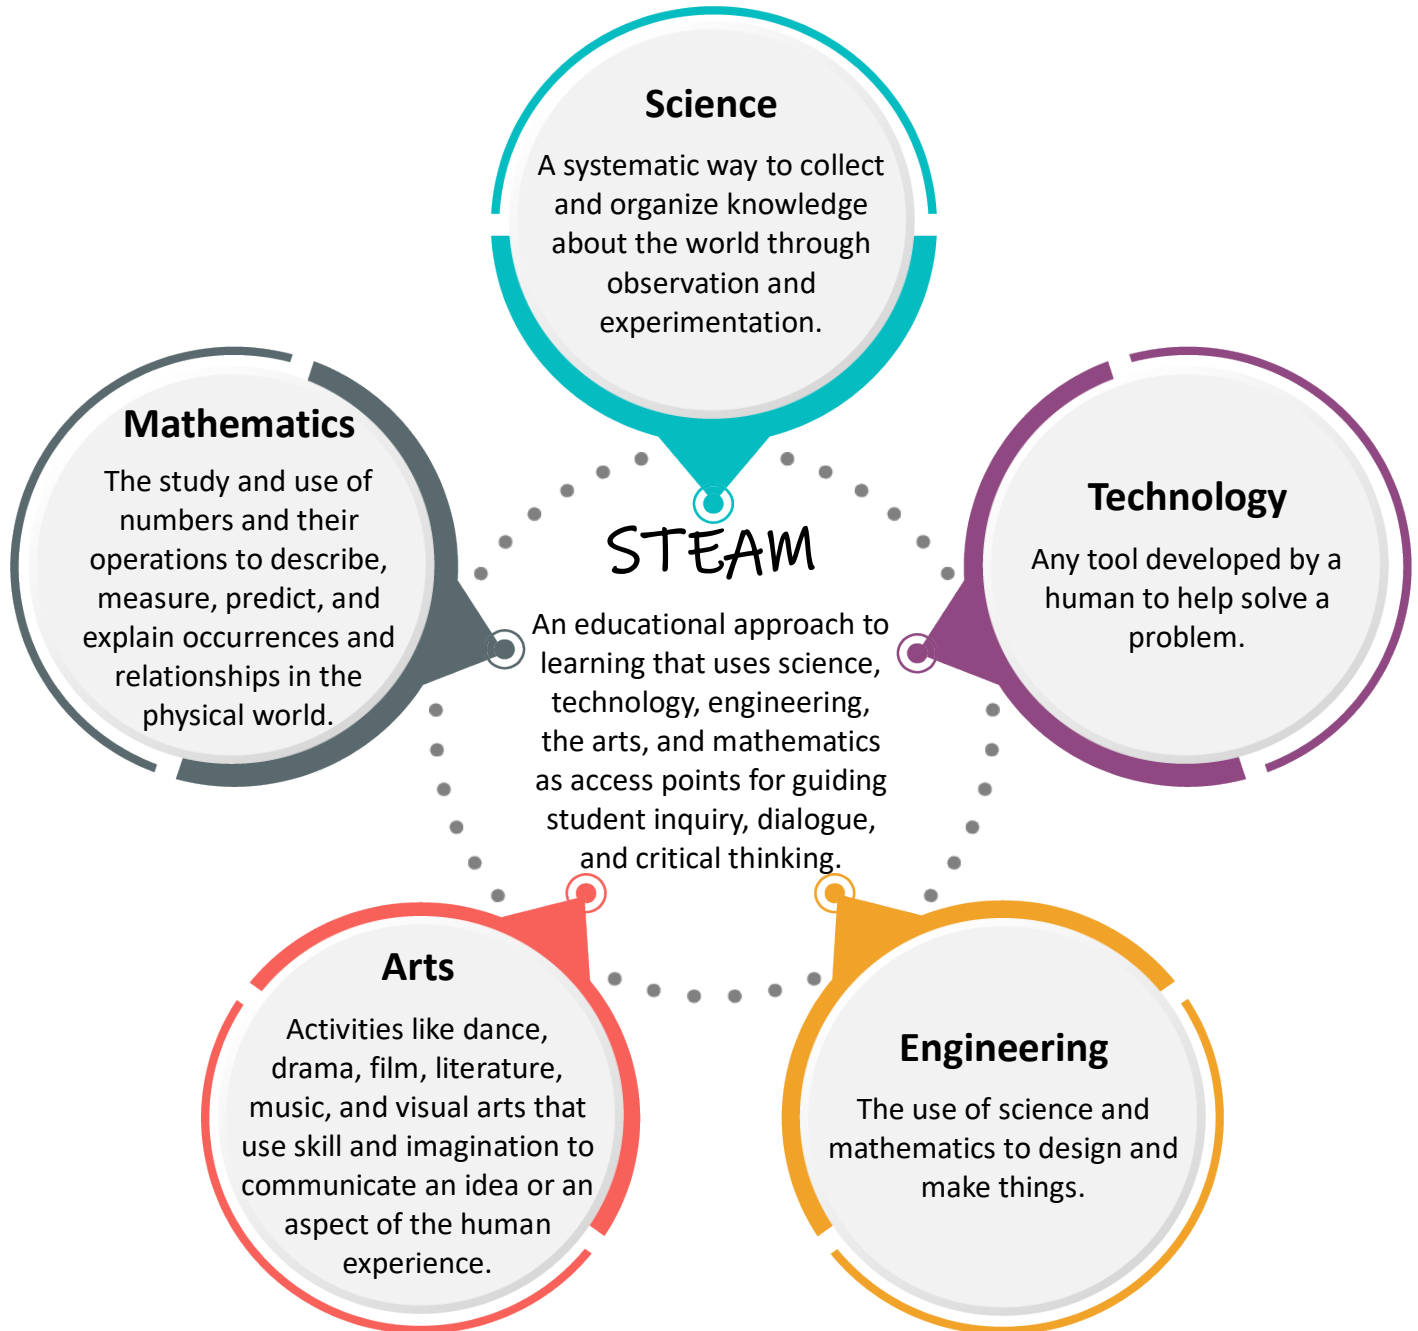 Science
A systematic way to collect
and organize knowledge
about the world through
observation and
experimentation.
Mathematics
The study and use of
numbers and their
operations to describe,
measure, predict, and
explain occurrences and
relationships in the
physical world.
Technology
Any tool developed by a
human to help solve a
problem.
STEAM
An educational approach to
learning that uses science,
technology, engineering,
the arts, and mathematics
as access points for guiding
student inquiry, dialogue,
and critical thinking.
Arts
Activities like dance,
drama, film, literature,
music, and visual arts that
use skill and imagination to
communicate an idea or an
aspect of the human
experience.
Engineering
The use of science and
mathematics to design and
make things.